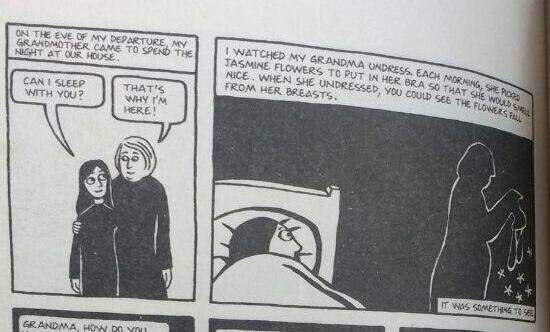 ON THE EVE OF MY DEPARTURE, MY
GRANDMOTHER CAME TO SPEND THE
NIGHT AT OUR HOUSE.
CAN I SLEEP
WITH YOU?
THAT'S
WHY I'M
HERE!
I WATCHED MY GRANDMA UNDRESS. EACH MORNING, SHE PICKED
JASMINE FLOWERS TO PUT IN HER BRA SO THAT SHE WOULD SMELL
NICE. WHEN SHE UNDRESSED, YOU COULD SEE THE FLOWERS FALL
FROM HER BREASTS.
IT WAS SOMETHING TO SEE
GRANDMA, HOW DO YOU